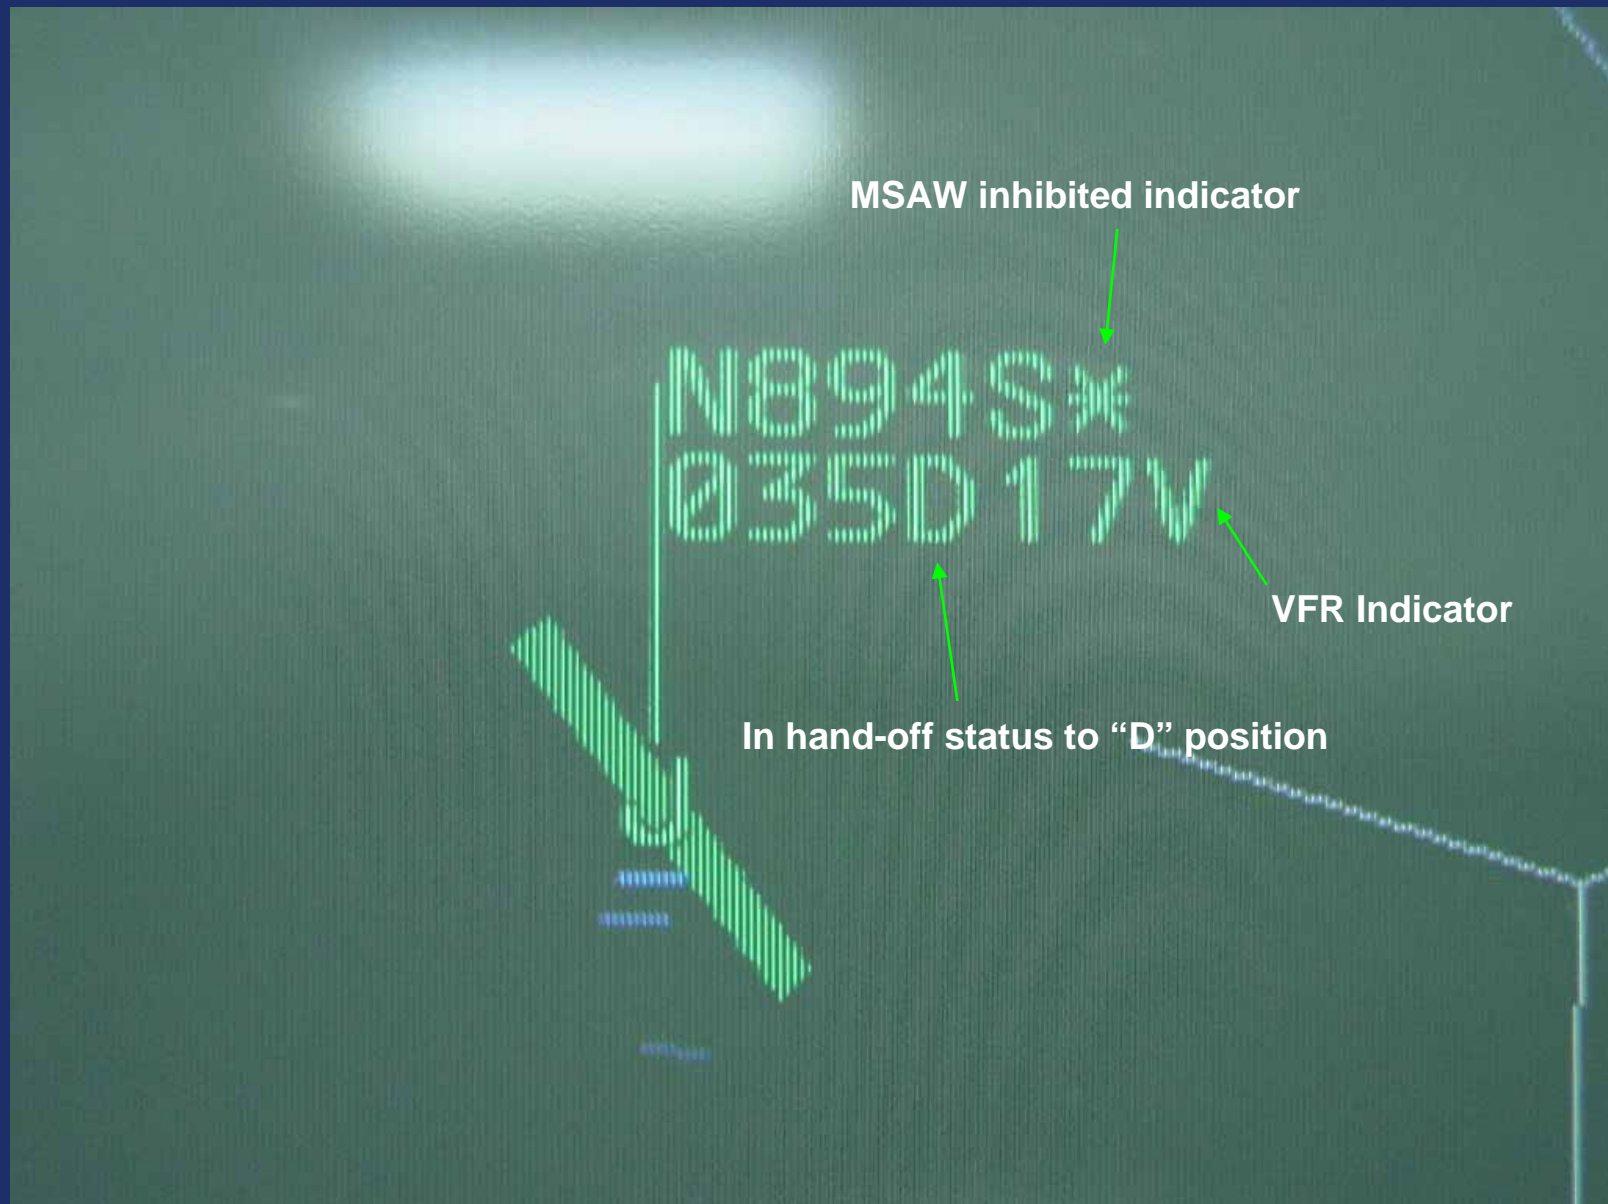 MSAW inhibited indicator
N894S*
035D17V
VFR Indicator
In hand-off status to “D” position
J